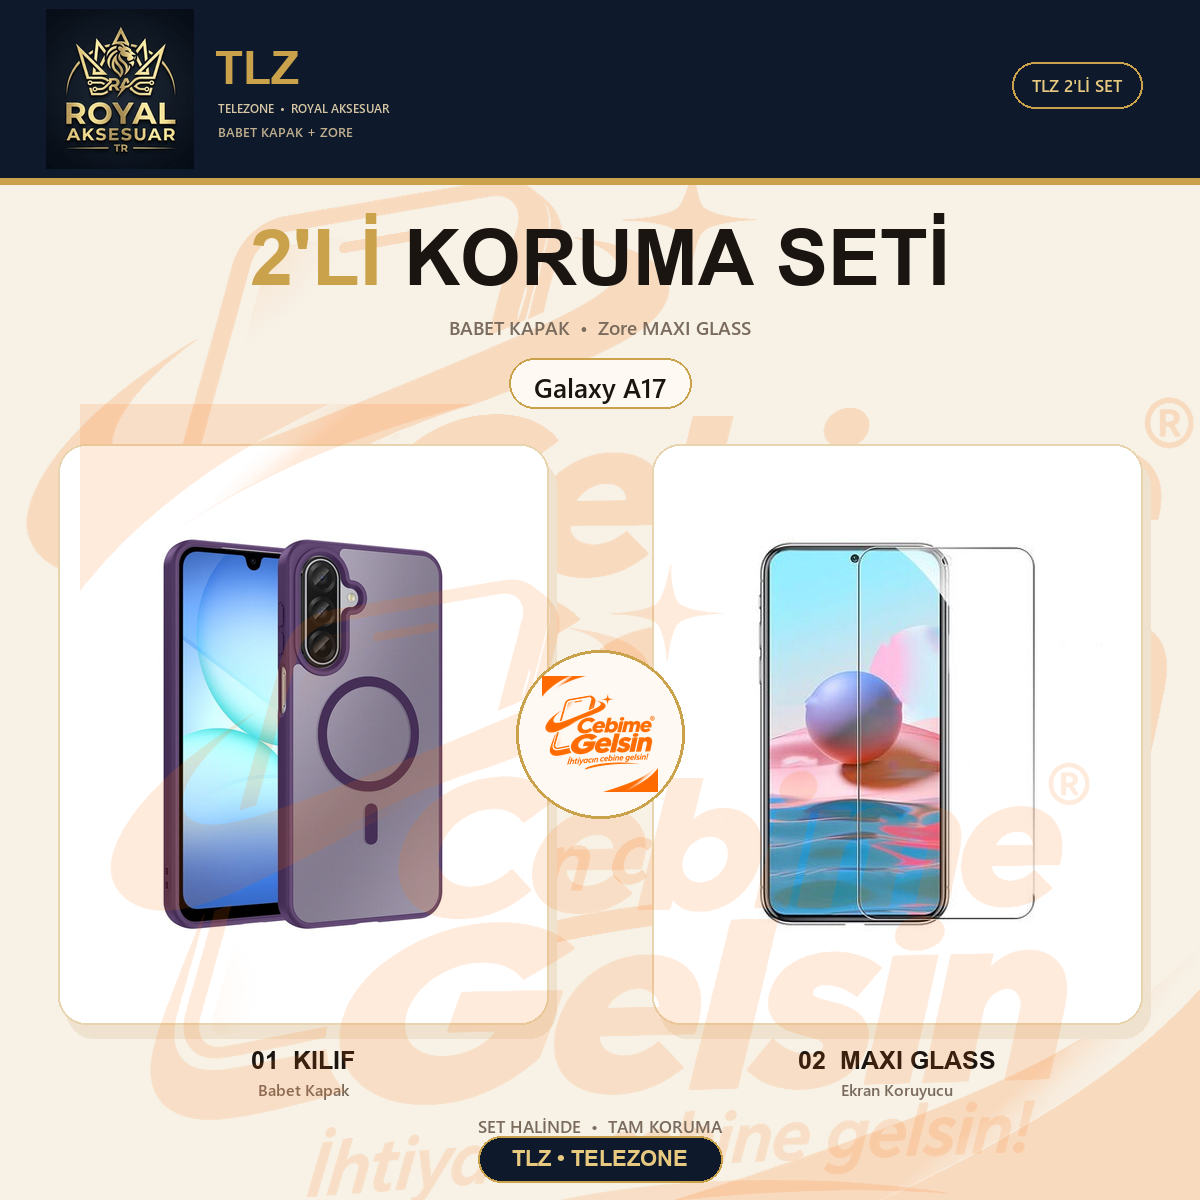 ROYAL
AKSESUAR
TR
TLZ
TELEZONE • ROYAL AKSESUAR
BABET KAPAK + ZORE
TLZ 2'Lİ SET
2'Lİ KORUMA SETİ
BABET KAPAK • Zore MAXI GLASS
Galaxy A17
Cebime®
Gelsin
İhtiyacın cebine gelsin!
Cebime®
Gelsin
01 KILIF
Babet Kapak
02 MAXI GLASS
Ekran Koruyucu
SET HALİNDE • TAM KORUMA
TLZ • TELEZONE